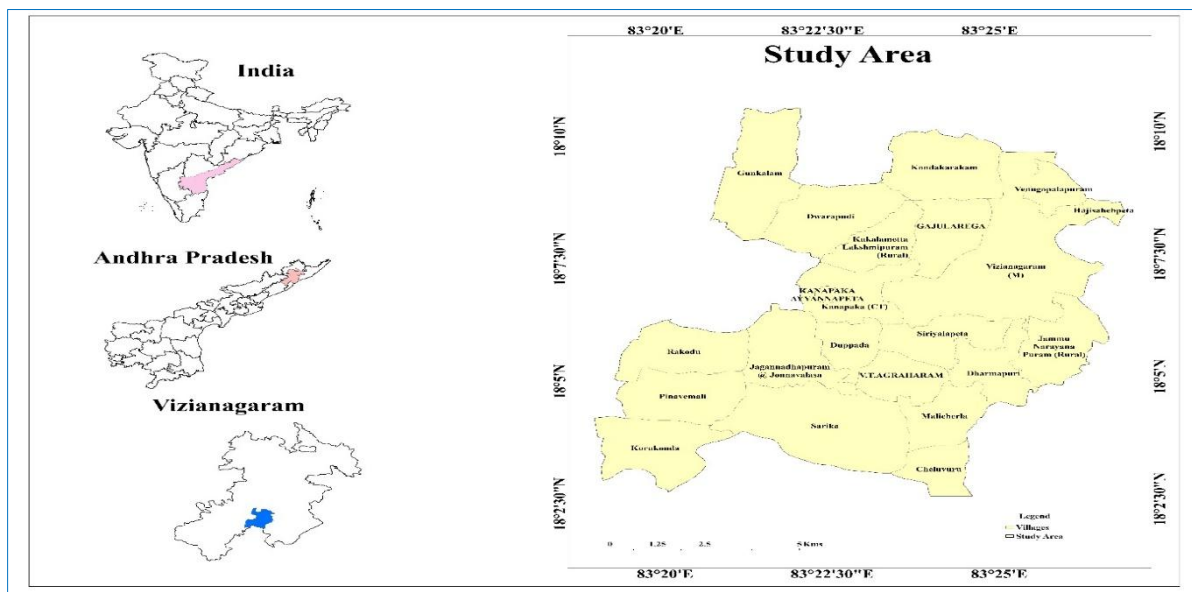 India
Andhra Pradesh
Vizianagaram
83°20'E 83°22'30"E 83°25'E
Study Area
18°10'N
18°7'30"N
18°5'N
18°2'30"N
Gunkalam
Kondakarakam
Venugopalapuram
Hajisahebpeta
Dwarapudi
GAJULAREGA
Kukalametta
Lakshmipuram
(Rural)
Vizianagaram
(M)
KANAPAKA
AYYANNAPETA
Kanapaka (CT)
Siriyalapeta
Jammu
Narayana
Puram (Rural)
Rakodu
Duppada
Jagannadhapuram
@ Jonnavalasa
V.T.AGRAHARAM
Dharmapuri
Pinavemali
Malicherla
Sarika
Korukonda
Cheluvuru
18°10'N
18°7'30"N
18°5'N
18°2'30"N
Legend
Villages
Study Area
0 1.25 2.5 5 Kms
83°20'E 83°22'30"E 83°25'E